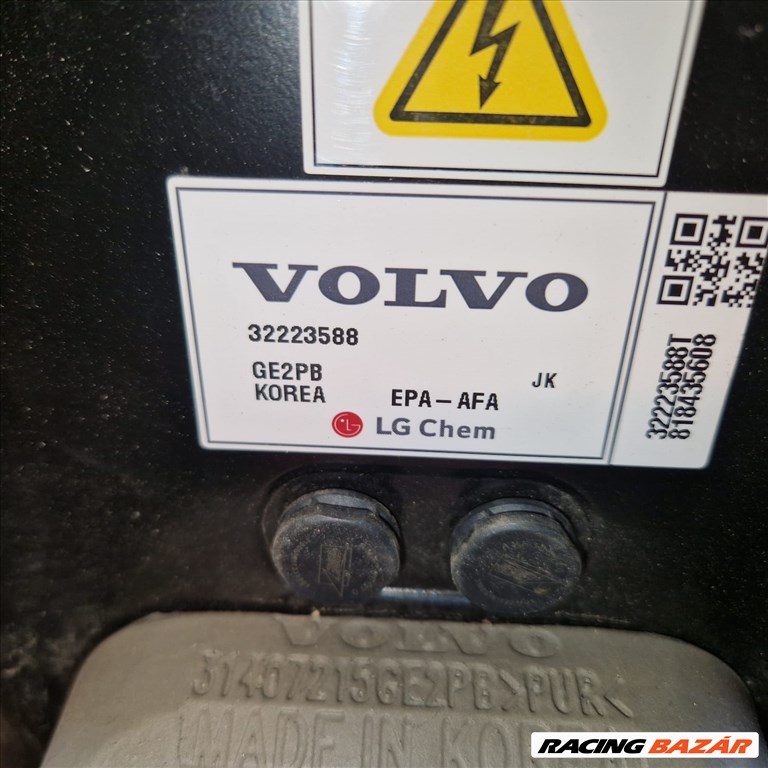 VOLVO
32223588
GE2PB
JK
KOREA
EPA-AFA
LG Chem
32223588T
818435608
VOLVO
31407215GE2PB>PUR<
MADE IN KOREA
RACING BAZÁR